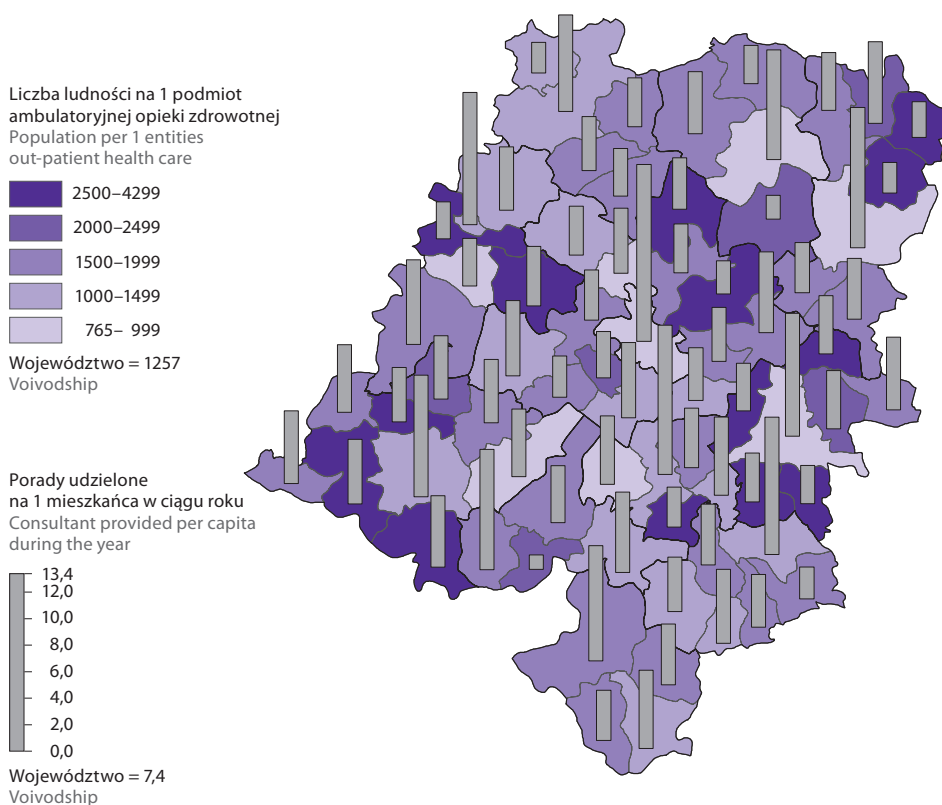 Liczba ludności na 1 podmiot
ambulatoryjnej opieki zdrowotnej
Population per 1 entities
out-patient health care
2500–4299
2000–2499
1500–1999
1000–1499
765– 999
Województwo = 1257
Voivodship
Porady udzielone
na 1 mieszkańca w ciągu roku
Consultant provided per capita
during the year
13,4
12,0
10,0
8,0
6,0
4,0
2,0
0,0
Województwo = 7,4
Voivodship